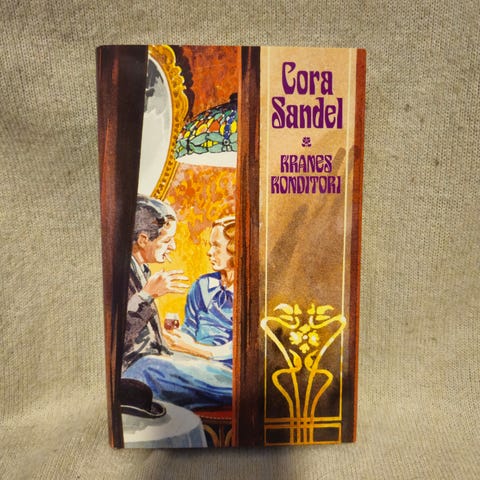 Cora
Sandel
KRANES
KONDITORI